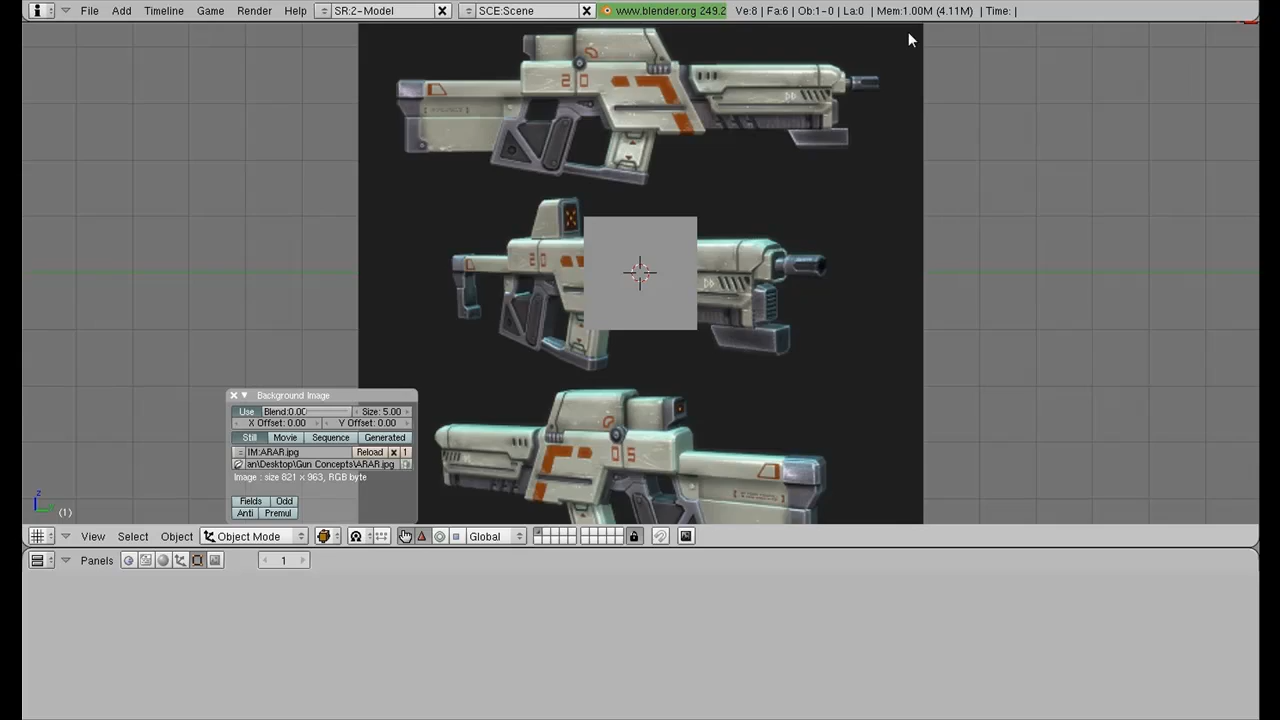 File Add Timeline Game Render Help SR:2-Model SCE:Scene www.blender.org 249.2 Ve:8 | Fa:6 | Ob:1-0 | La:0 | Mem:1.00M (4.11M) | Time: |
20
20
05
Background Image
Use Blend:0.00 Size: 5.00
X Offset: 0.00 Y Offset: 0.00
Still Movie Sequence Generated
IM:ARAR.jpg Reload 1
an\Desktop\Gun Concepts\ARAR.jpg
Image : size 821 x 963, RGB byte
Fields Odd
Anti Premul
z
(1)
View Select Object Object Mode Global
Panels 1